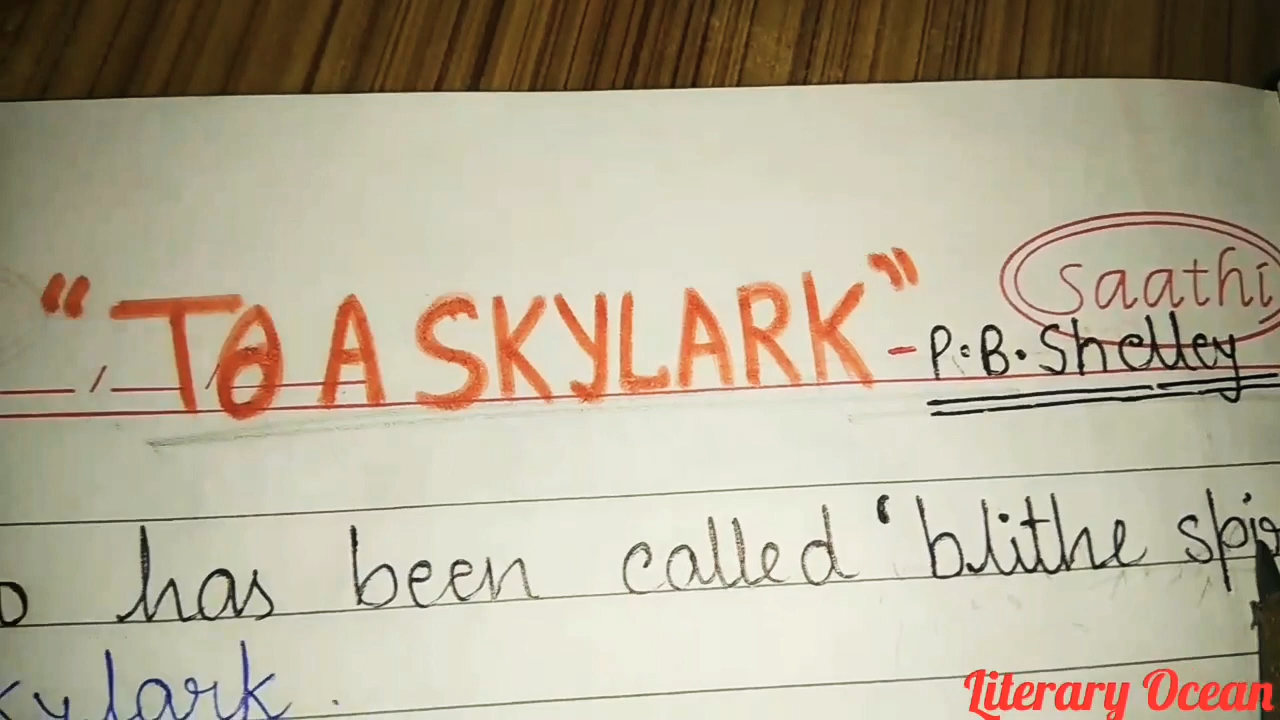 "TO A SKYLARK"
saathi
- P.B. Shelley
has been called 'blithe
Literary Ocean